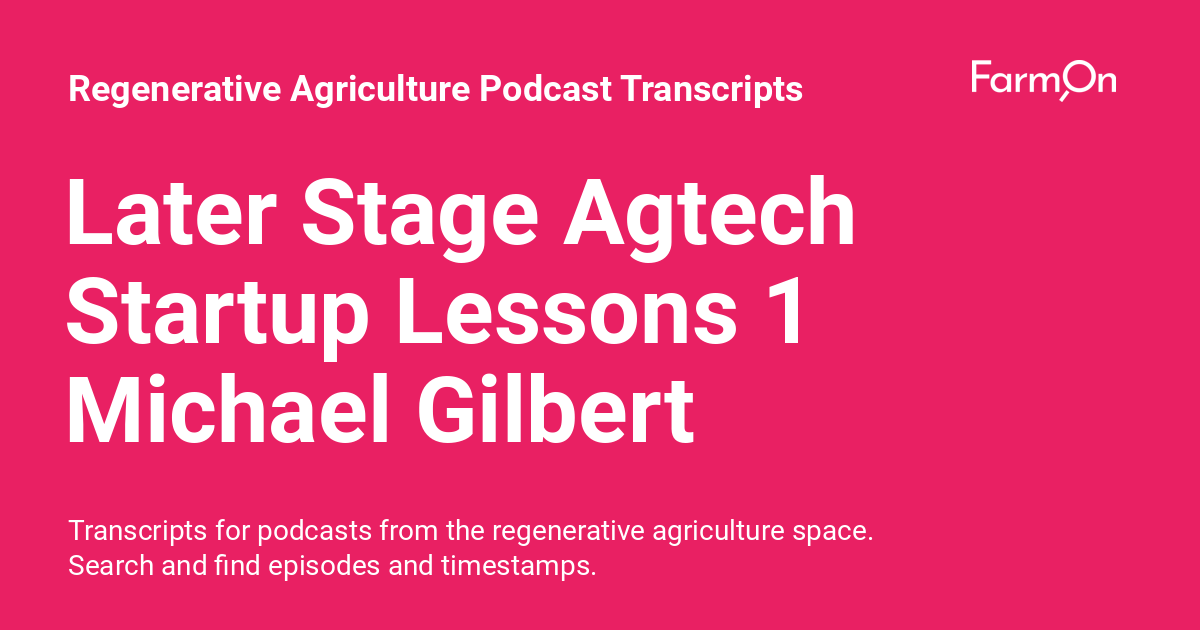 Regenerative Agriculture Podcast Transcripts
FarmOn
Later Stage Agtech
Startup Lessons 1
Michael Gilbert
Transcripts for podcasts from the regenerative agriculture space.
Search and find episodes and timestamps.